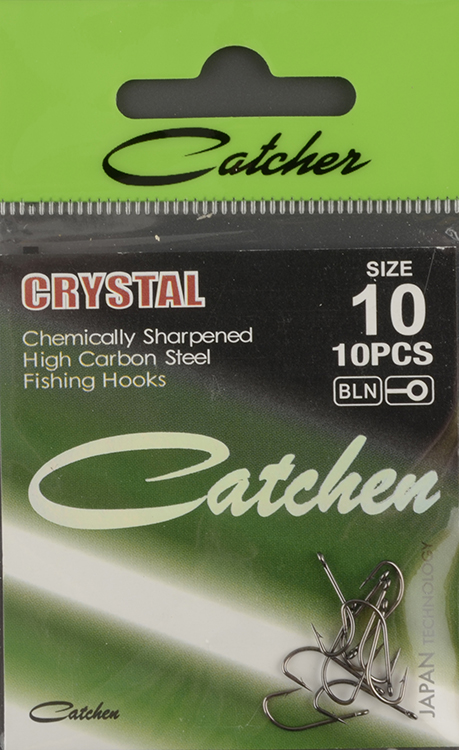 Catcher
CRYSTAL
Chemically Sharpened
High Carbon Steel
Fishing Hooks
SIZE
10
10PCS
BLN
Catchen
JAPAN TECHNOLOGY
Catchen